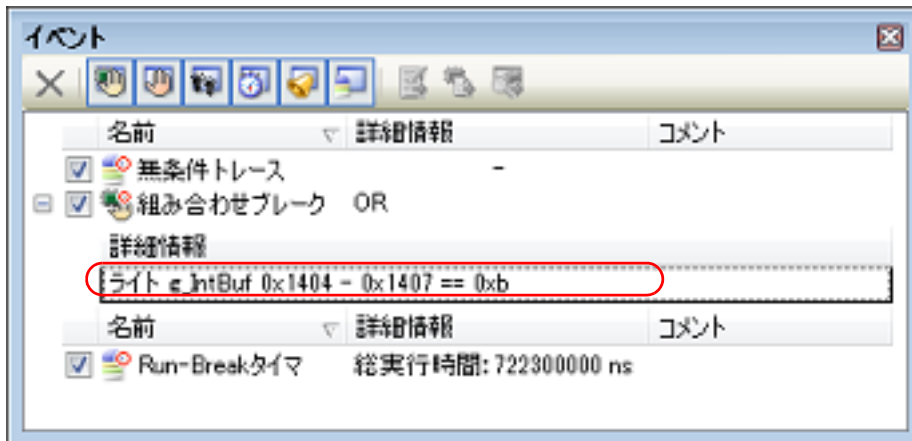 イベント
名前 詳細情報 コメント
無条件トレース -
組み合わせブレーク OR
詳細情報
ライト g_IntBuf 0x1404 - 0x1407 == 0xb
名前 詳細情報 コメント
Run-Breakタイマ 総実行時間: 722300000 ns